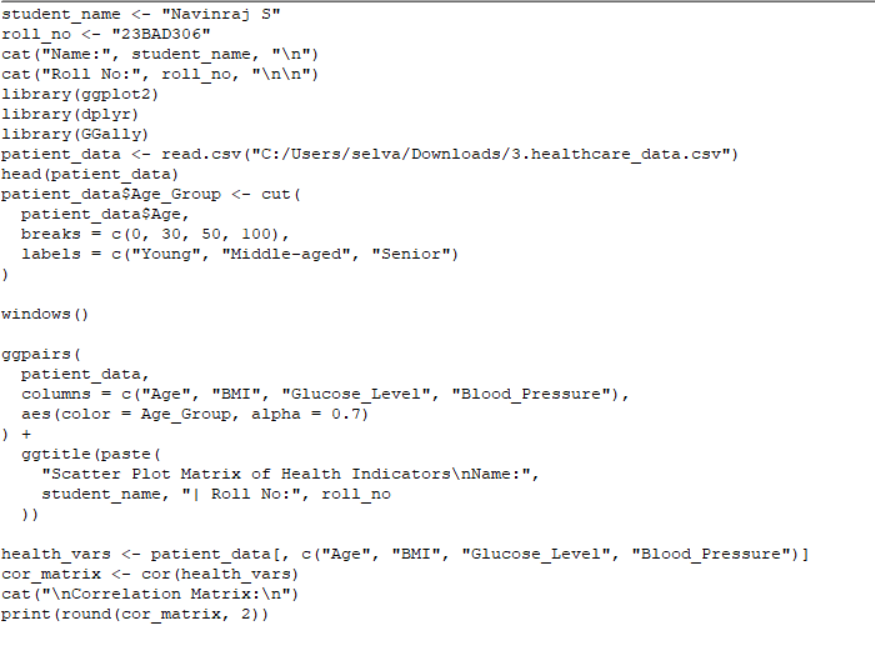 student_name <- "Navinraj S"
roll_no <- "23BAD306"
cat("Name:", student_name, "\n")
cat("Roll No:", roll_no, "\n\n")
library(ggplot2)
library(dplyr)
library(GGally)
patient_data <- read.csv("C:/Users/selva/Downloads/3.healthcare_data.csv")
head(patient_data)
patient_data$Age_Group <- cut(
  patient_data$Age,
  breaks = c(0, 30, 50, 100),
  labels = c("Young", "Middle-aged", "Senior")
)

windows()

ggpairs(
  patient_data,
  columns = c("Age", "BMI", "Glucose_Level", "Blood_Pressure"),
  aes(color = Age_Group, alpha = 0.7)
) +
  ggtitle(paste(
    "Scatter Plot Matrix of Health Indicators\nName:",
    student_name, "| Roll No:", roll_no
  ))

health_vars <- patient_data[, c("Age", "BMI", "Glucose_Level", "Blood_Pressure")]
cor_matrix <- cor(health_vars)
cat("\nCorrelation Matrix:\n")
print(round(cor_matrix, 2))